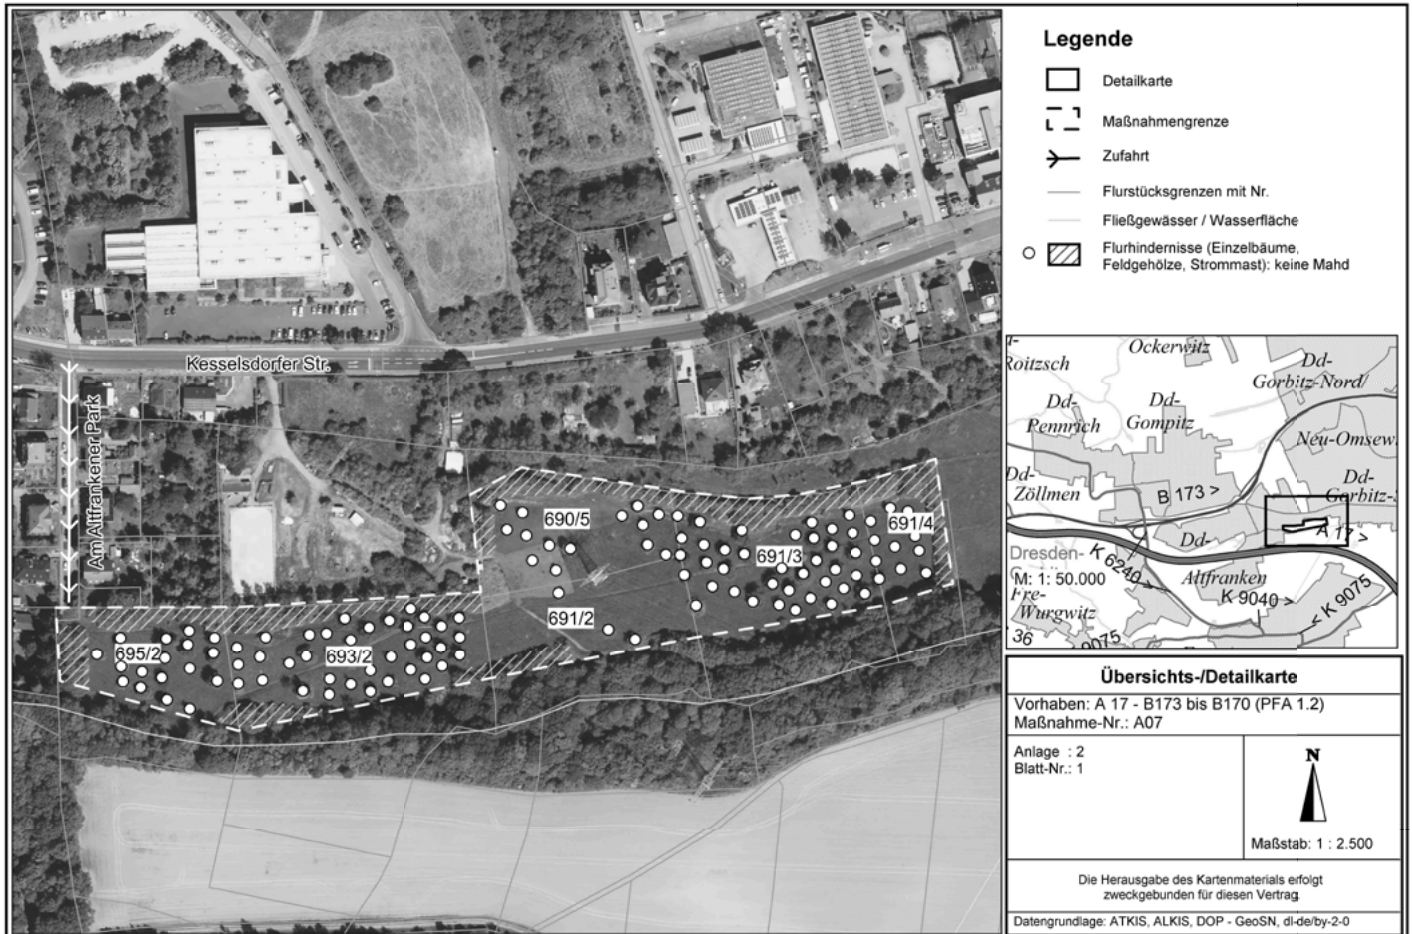 Kesselsdorfer Str.
Am Altfrankener Park
690/5
691/4
691/3
691/2
695/2
693/2
Legende
Detailkarte
Maßnahmengrenze
Zufahrt
Flurstücksgrenzen mit Nr.
Fließgewässer / Wasserfläche
Flurhindernisse (Einzelbäume,
Feldgehölze, Strommast): keine Mahd
Ockerwitz
Roitzsch
Dd-
Gorbitz-Nord/
Dd-
Pennrich
Dd-
Gompitz
Neu-Omsew.
Dd-
Zöllmen
B 173 >
Dd-
Gorbitz-S
A 17 >
Dd-
Dresden-
K 6240 >
Altfranken
M: 1: 50.000
Fre-
Wurgwitz
K 9040 >
< K 9075
36
9075
Übersichts-/Detailkarte
Vorhaben: A 17 - B173 bis B170 (PFA 1.2)
Maßnahme-Nr.: A07
Anlage : 2
Blatt-Nr.: 1
N
Maßstab: 1 : 2.500
Die Herausgabe des Kartenmaterials erfolgt
zweckgebunden für diesen Vertrag
Datengrundlage: ATKIS, ALKIS, DOP - GeoSN, dl-de/by-2-0